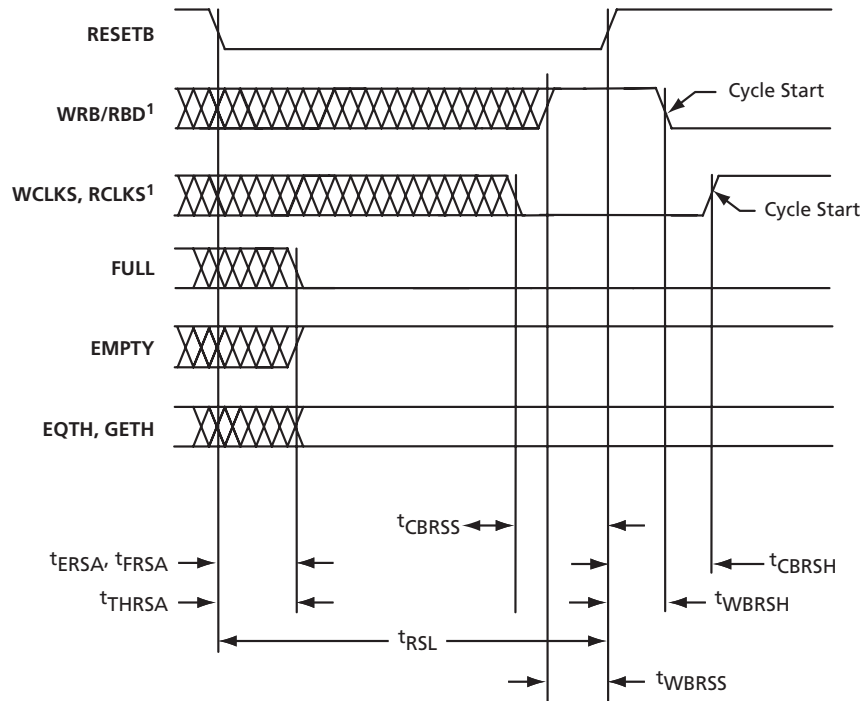 RESETB
WRB/RBD¹
Cycle Start
WCLKS, RCLKS¹
Cycle Start
FULL
EMPTY
EQTH, GETH
tCBRSS
tERSA, tFRSA
tCBRSH
tTHRSA
tWBRSH
tRSL
tWBRSS